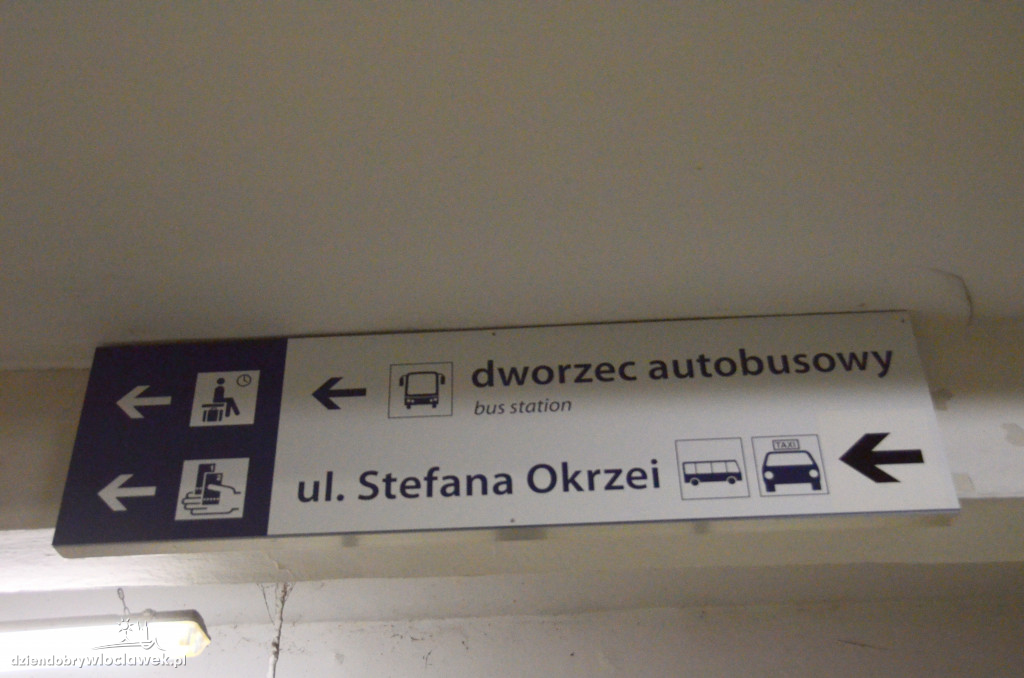 dworzec autobusowy
bus station
ul. Stefana Okrzei
TAXI
dziendobrywloclawek.pl